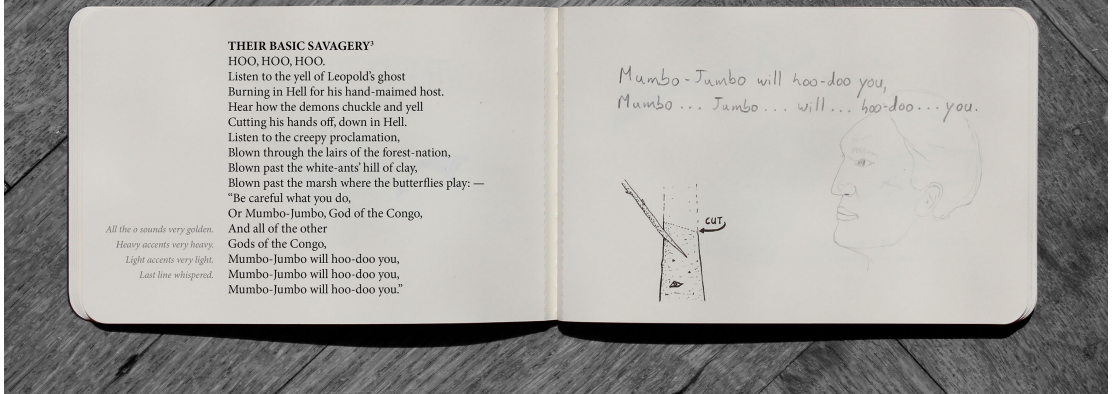 THEIR BASIC SAVAGERY³
HOO, HOO, HOO.
Listen to the yell of Leopold's ghost
Burning in Hell for his hand-maimed host.
Hear how the demons chuckle and yell
Cutting his hands off, down in Hell.
Listen to the creepy proclamation,
Blown through the lairs of the forest-nation,
Blown past the white-ants' hill of clay,
Blown past the marsh where the butterflies play: —
“Be careful what you do,
Or Mumbo-Jumbo, God of the Congo,
All the o sounds very golden. And all of the other
Heavy accents very heavy. Gods of the Congo,
Light accents very light. Mumbo-Jumbo will hoo-doo you,
Last line whispered. Mumbo-Jumbo will hoo-doo you,
Mumbo-Jumbo will hoo-doo you.”
Mumbo-Jumbo will hoo-doo you,
Mumbo... Jumbo... will... hoo-doo... you.
CUT